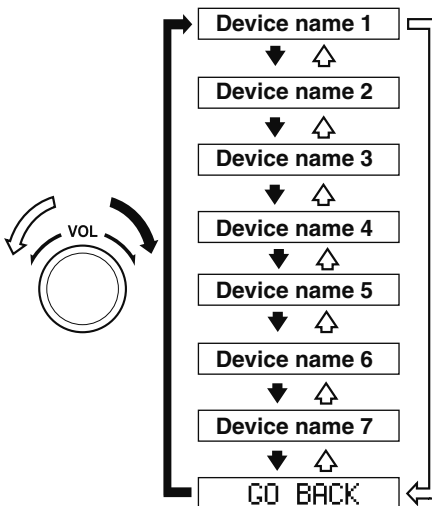 Device name 1
Device name 2
Device name 3
VOL
Device name 4
Device name 5
Device name 6
Device name 7
GO BACK